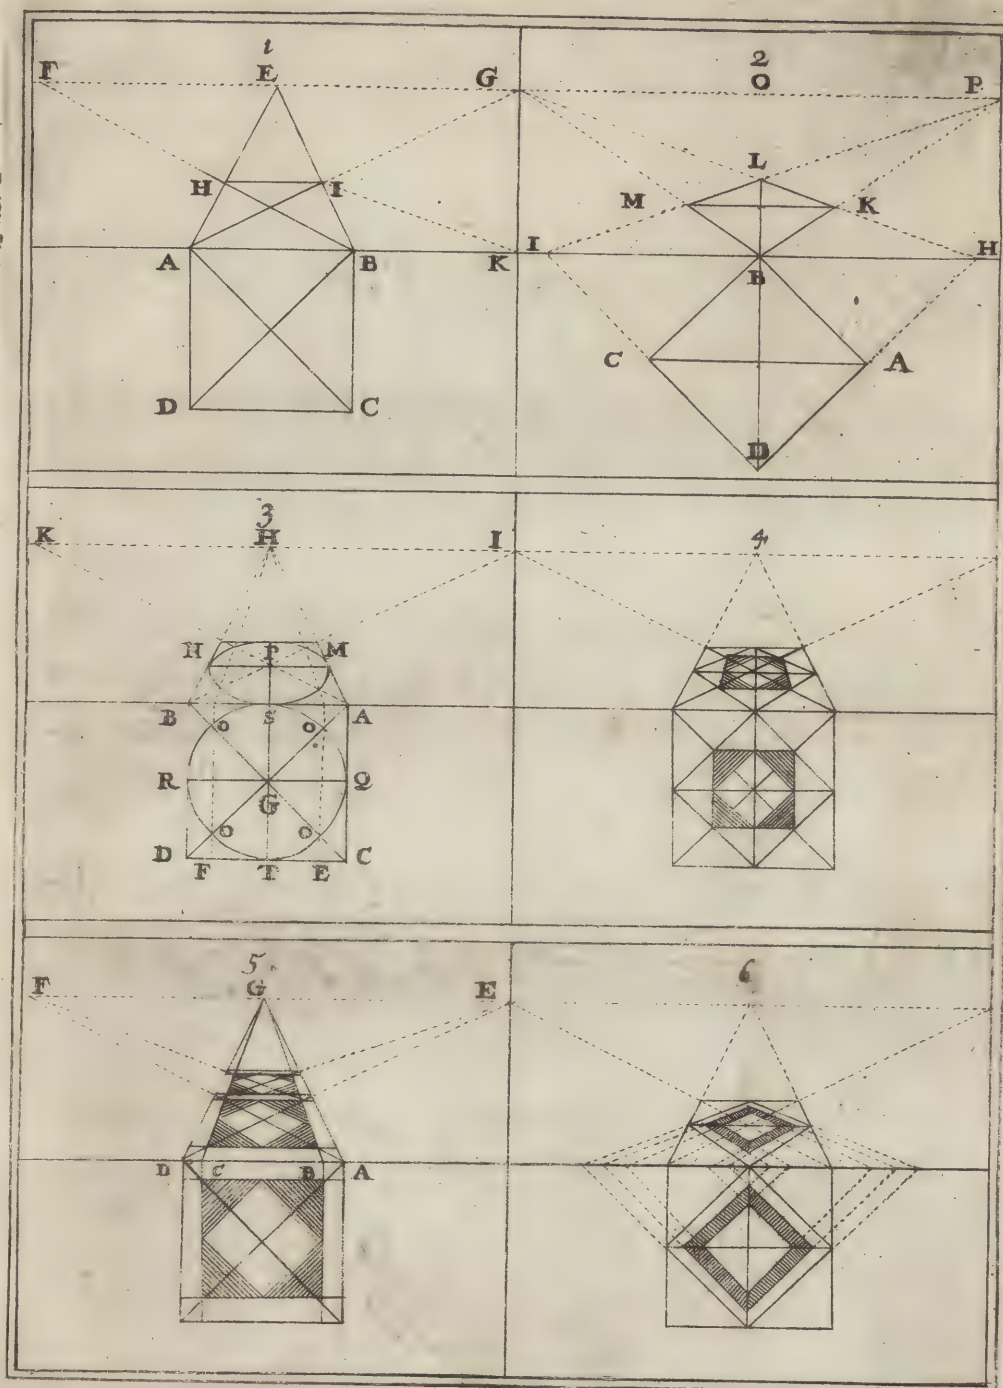 1
F E G
H I
A B K
D C
2
O P
L
M K
I H
B
C A
D
3
K H I
N P M
B S A
O O
R Q
G
O O
D C
F T E
4
5
F G E
D C B A
6